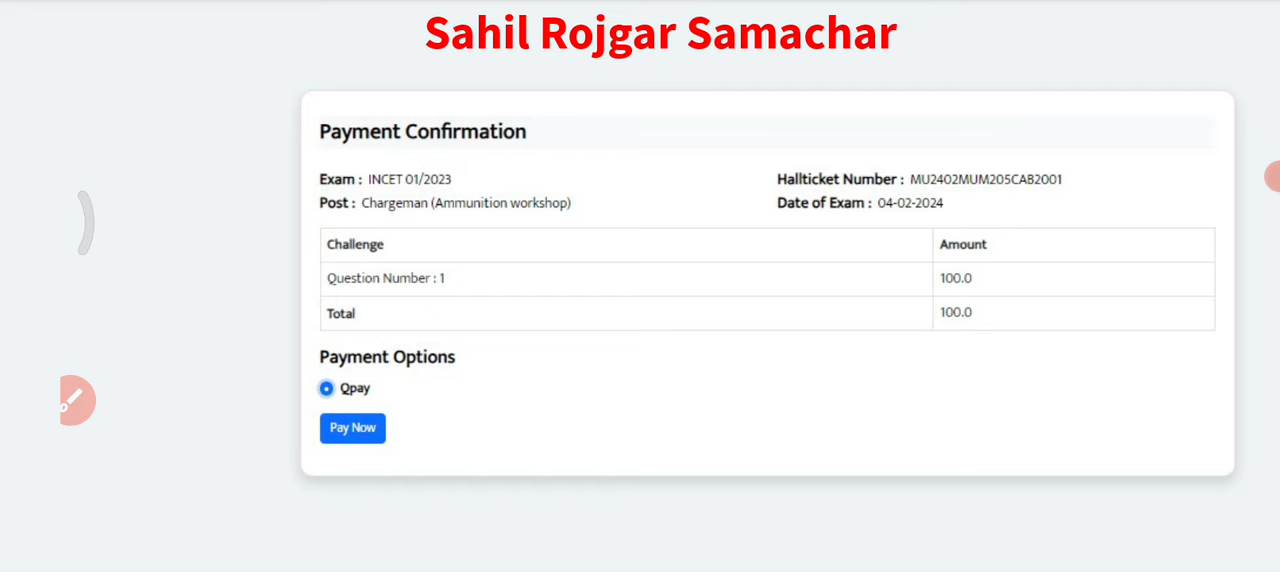 Sahil Rojgar Samachar
Payment Confirmation
Exam : INCET 01/2023
Hallticket Number : MU2402MUM205CAB2001
Post : Chargeman (Ammunition workshop)
Date of Exam : 04-02-2024
Challenge Amount
Question Number : 1 100.0
Total 100.0
Payment Options
Qpay
Pay Now